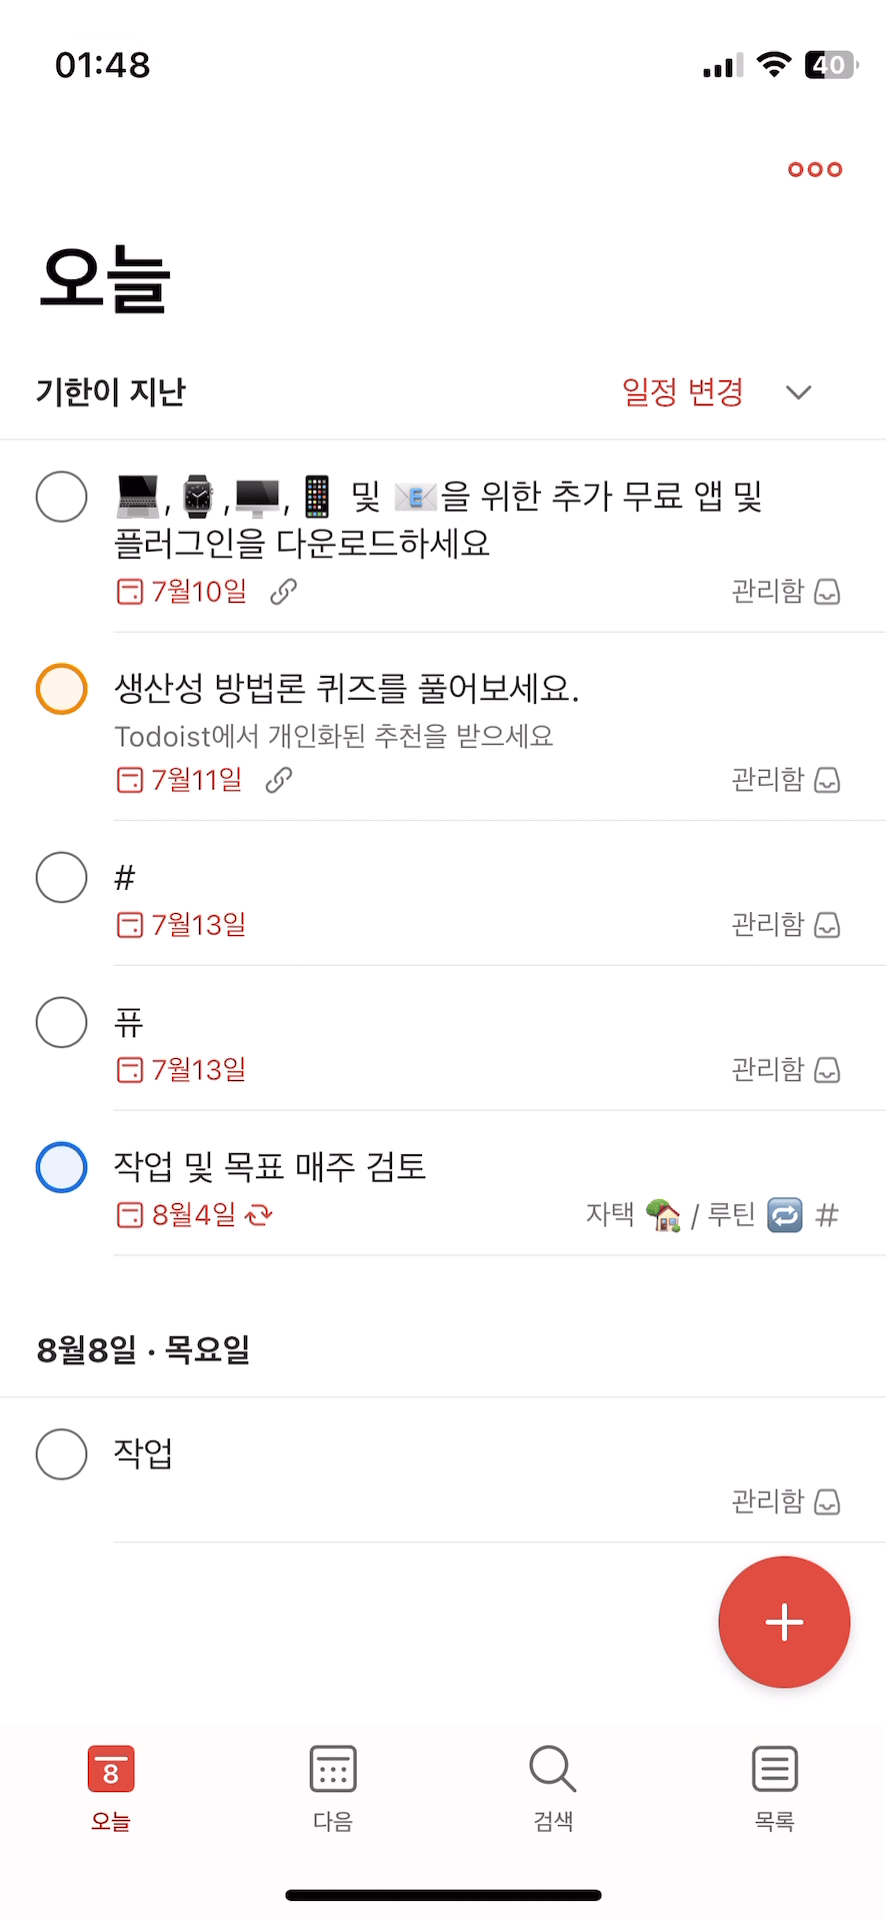 01:48
40
오늘
기한이 지난
일정 변경
💻, ⌚,🖥, 📱 및 📧을 위한 추가 무료 앱 및
플러그인을 다운로드하세요
7월10일
관리함
생산성 방법론 퀴즈를 풀어보세요.
Todoist에서 개인화된 추천을 받으세요
7월11일
관리함
#
7월13일
관리함
퓨
7월13일
관리함
작업 및 목표 매주 검토
8월4일
자택 🏡 / 루틴 🔁 #
8월8일 · 목요일
작업
관리함
8
오늘
다음
검색
목록